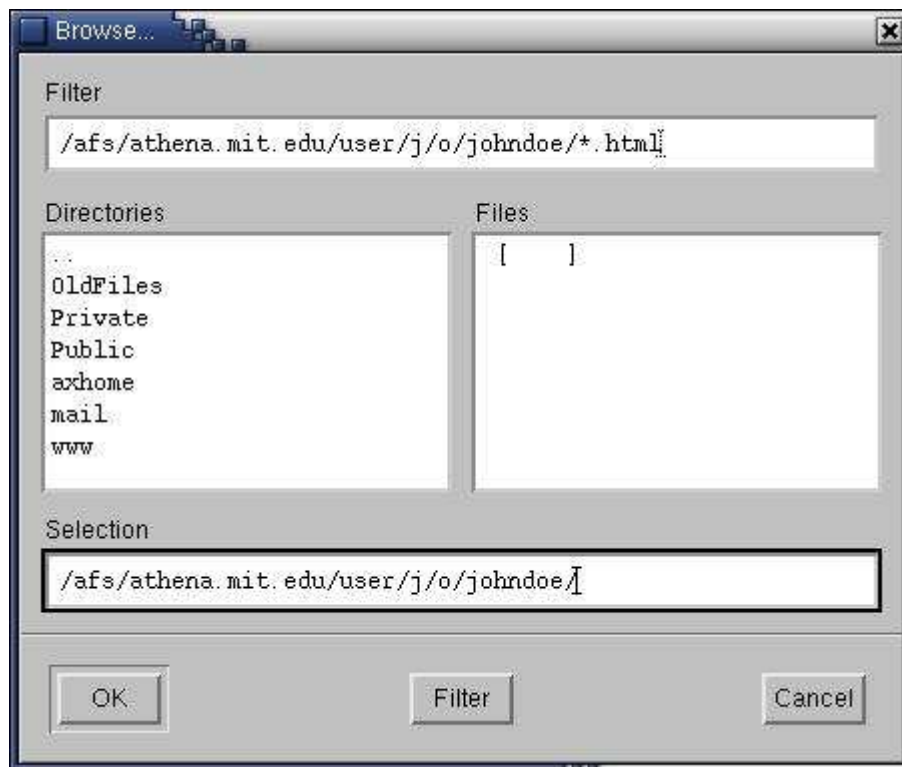 Browse...
Filter
/afs/athena.mit.edu/user/j/o/johndoe/*.html
Directories
..
OldFiles
Private
Public
axhome
mail
www
Files
[    ]
Selection
/afs/athena.mit.edu/user/j/o/johndoe/
OK
Filter
Cancel